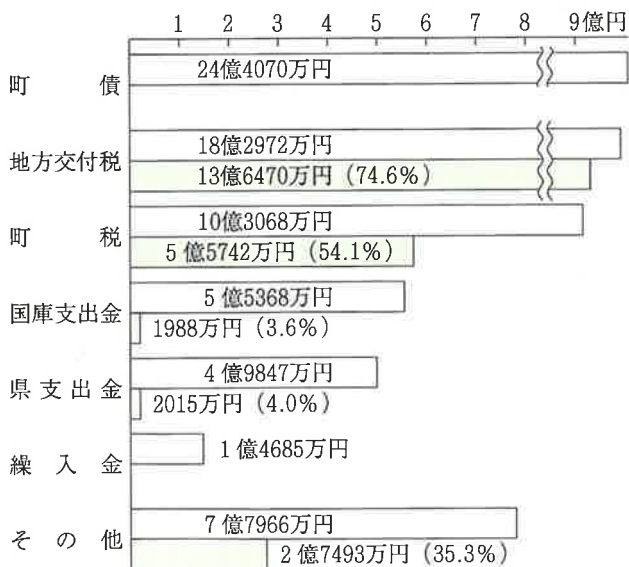 1 2 3 4 5 6 7 8 9億円
町債
24億4070万円
地方交付税
18億2972万円
13億6470万円（74.6%）
町税
10億3068万円
5億5742万円（54.1%）
国庫支出金
5億5368万円
1988万円（3.6%）
県支出金
4億9847万円
2015万円（4.0%）
繰入金
1億4685万円
その他
7億7966万円
2億7493万円（35.3%）